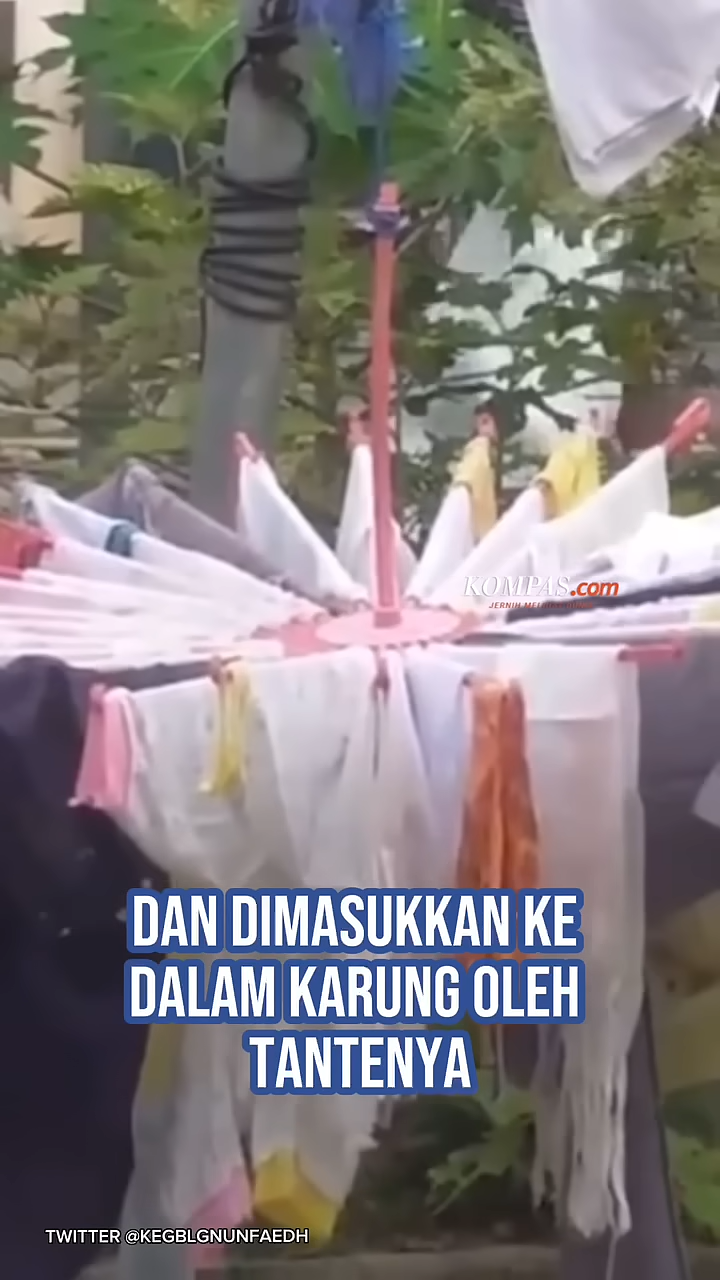 KOMPAS.com
DAN DIMASUKKAN KE
DALAM KARUNG OLEH
TANTENYA
TWITTER @KEGBLGNUNFAEDH